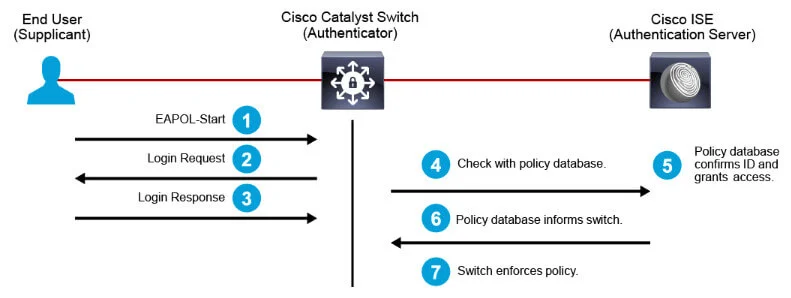 End User
(Supplicant)
Cisco Catalyst Switch
(Authenticator)
Cisco ISE
(Authentication Server)
EAPOL-Start 1
Login Request 2
Login Response 3
4 Check with policy database.
5 Policy database
confirms ID and
grants access.
6 Policy database informs switch.
7 Switch enforces policy.